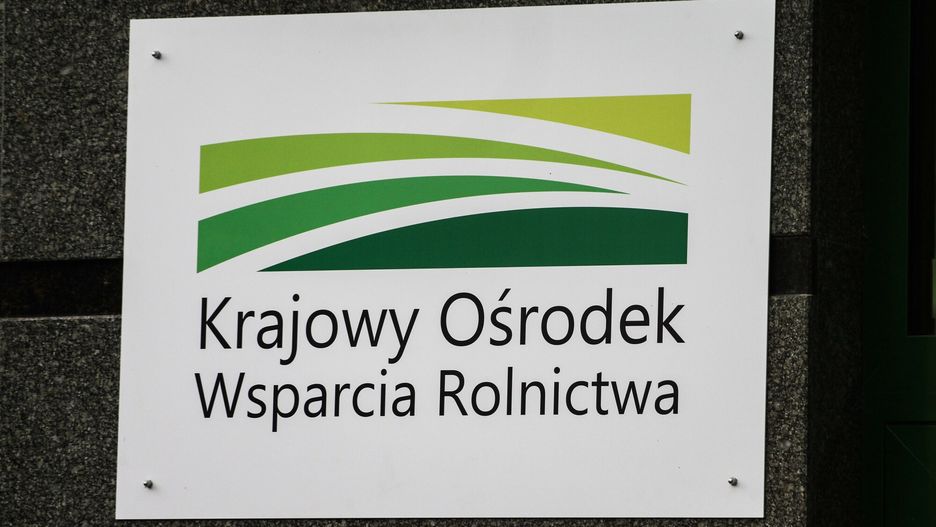 Krajowy Ośrodek
Wsparcia Rolnictwa